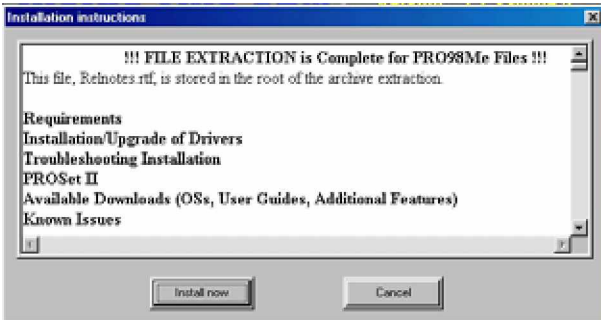 Installation instructions
!!! FILE EXTRACTION is Complete for PRO98Me Files !!!
This file, Relnotes.rtf, is stored in the root of the archive extraction.
Requirements
Installation/Upgrade of Drivers
Troubleshooting Installation
PROSet II
Available Downloads (OSs, User Guides, Additional Features)
Known Issues
Install now
Cancel